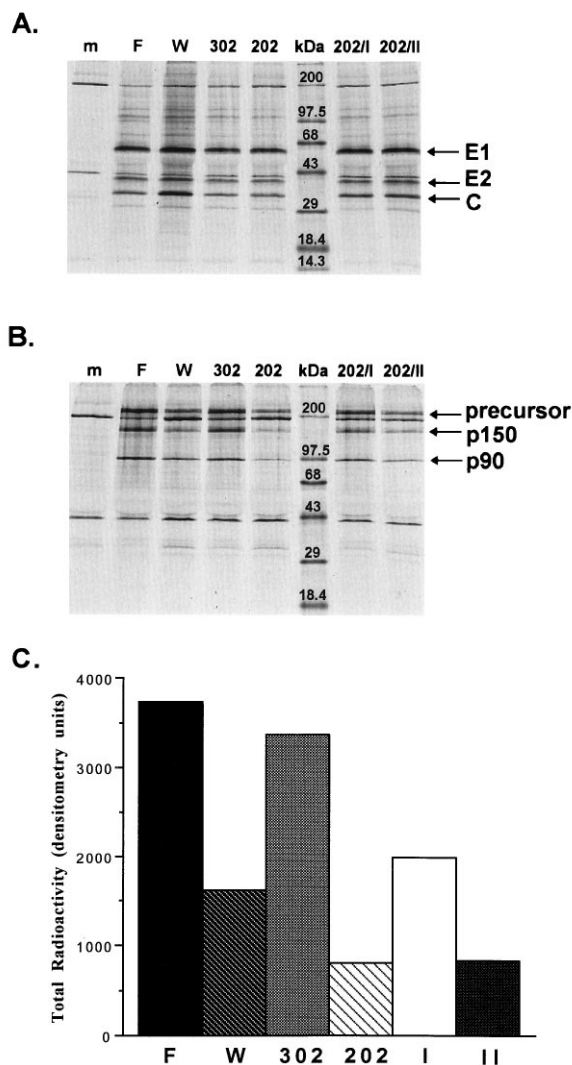 A.
m F W 302 202 kDa 202/I 202/II
200
97.5
68
43
29
18.4
14.3
E1
E2
C
B.
m F W 302 202 kDa 202/I 202/II
200
97.5
68
43
29
18.4
precursor
p150
p90
C.
Total Radioactivity (densitometry units)
4000
3000
2000
1000
0
F W 302 202 I II